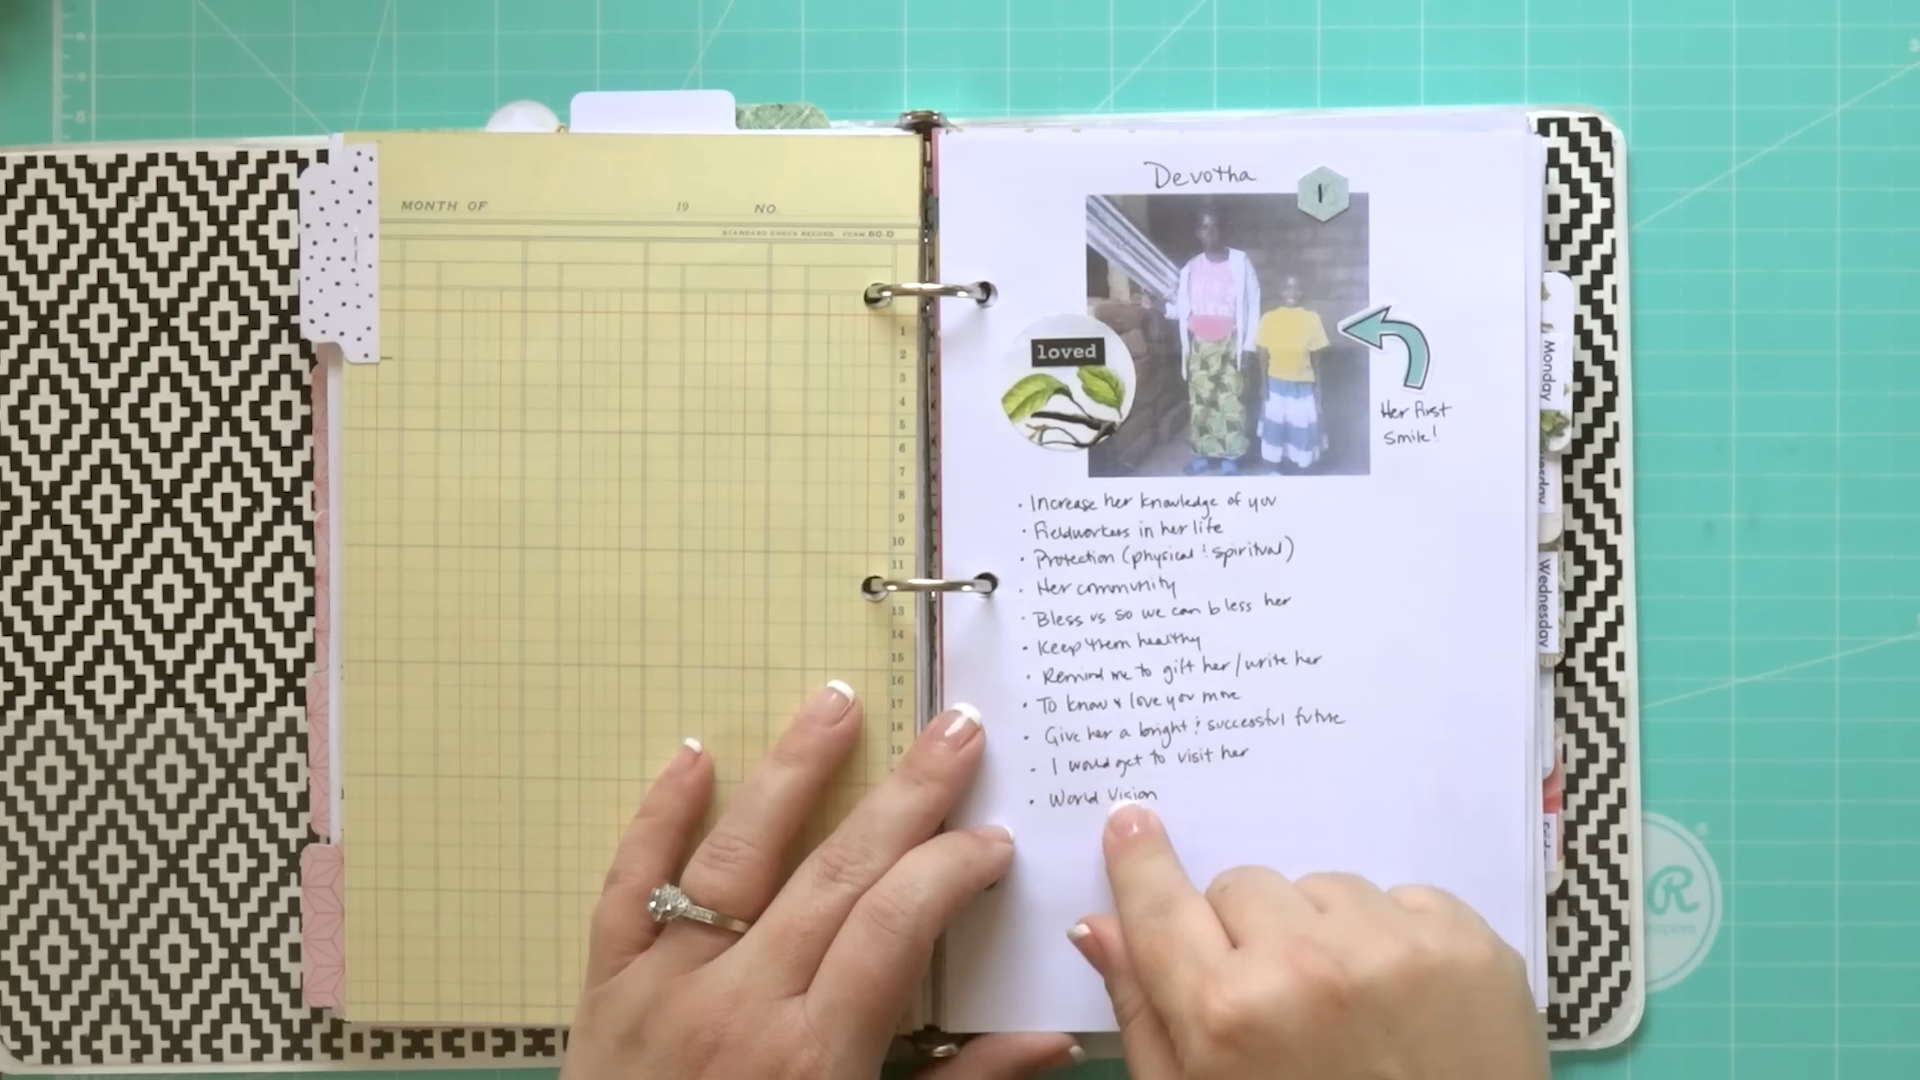 MONTH OF 19 NO.
STANDARD CHECK RECORD FORM 80-D
1
2
3
4
5
6
7
8
9
10
11
13
14
15
16
17
18
19
Devotha
1
loved
Her first
smile!
• Increase her knowledge of you
• Fieldworkers in her life
• Protection (physical & spiritual)
• Her community
• Bless us so we can bless her
• Keep them healthy
• Remind me to gift her/write her
• To know & love you more
• Give her a bright & successful future
- I would get to visit her
• World Vision
Monday
Wednesday
R